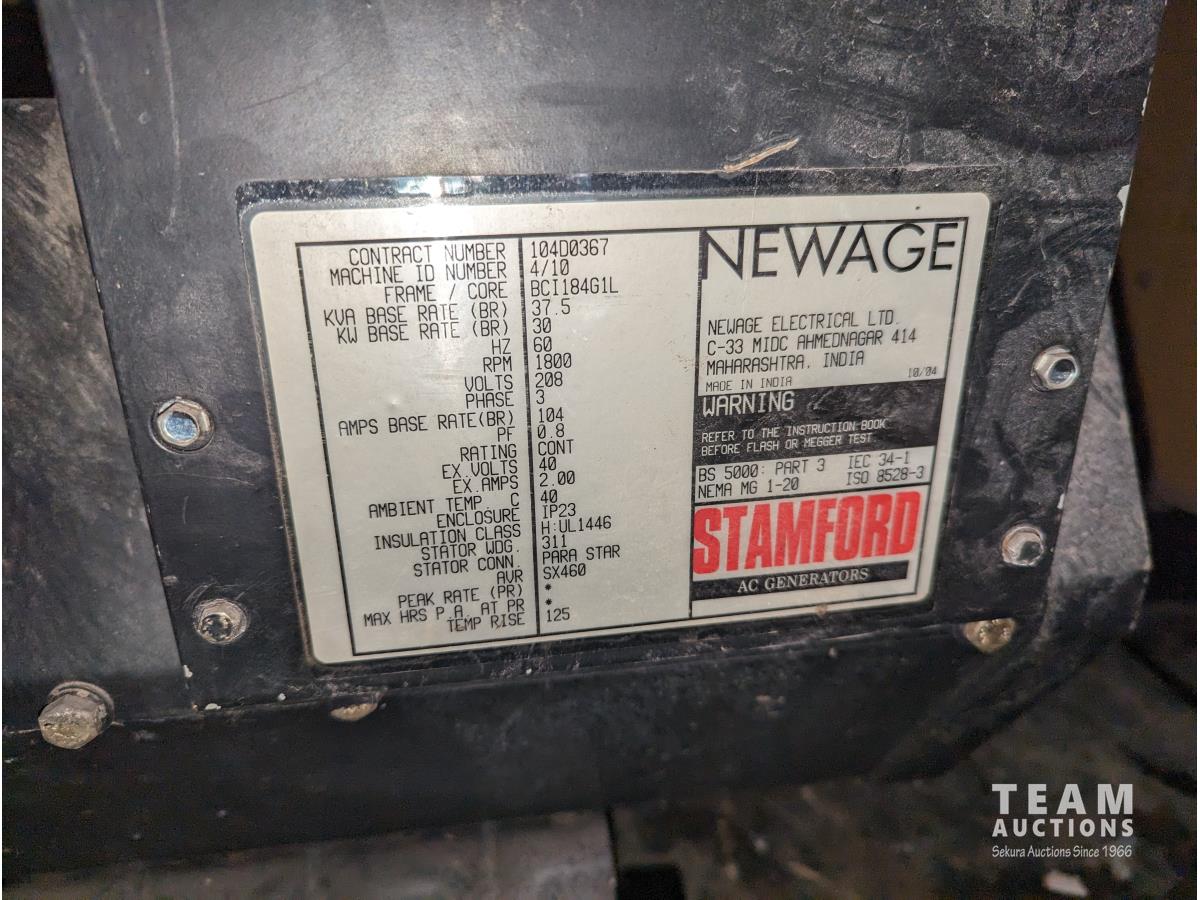 CONTRACT NUMBER 104D0367
MACHINE ID NUMBER 4/10
FRAME / CORE BCI184G1L
KVA BASE RATE (BR) 37.5
KW BASE RATE (BR) 30
HZ 60
RPM 1800
VOLTS 208
PHASE 3
AMPS BASE RATE(BR) 104
PF 0.8
RATING CONT
EX.VOLTS 40
EX.AMPS 2.00
AMBIENT TEMP C 40
ENCLOSURE IP23
INSULATION CLASS H:UL1446
STATOR WDG. 311
STATOR CONN. PARA STAR
AVR SX460
PEAK RATE (PR) *
MAX HRS P.A. AT PR *
TEMP RISE 125
NEWAGE
NEWAGE ELECTRICAL LTD.
C-33 MIDC AHMEDNAGAR 414
MAHARASHTRA, INDIA
MADE IN INDIA 10/04
WARNING
REFER TO THE INSTRUCTION BOOK
BEFORE FLASH OR MEGGER TEST
BS 5000: PART 3 IEC 34-1
NEMA MG 1-20 ISO 8528-3
STAMFORD
AC GENERATORS
TEAM
AUCTIONS
Sekura Auctions Since 1966